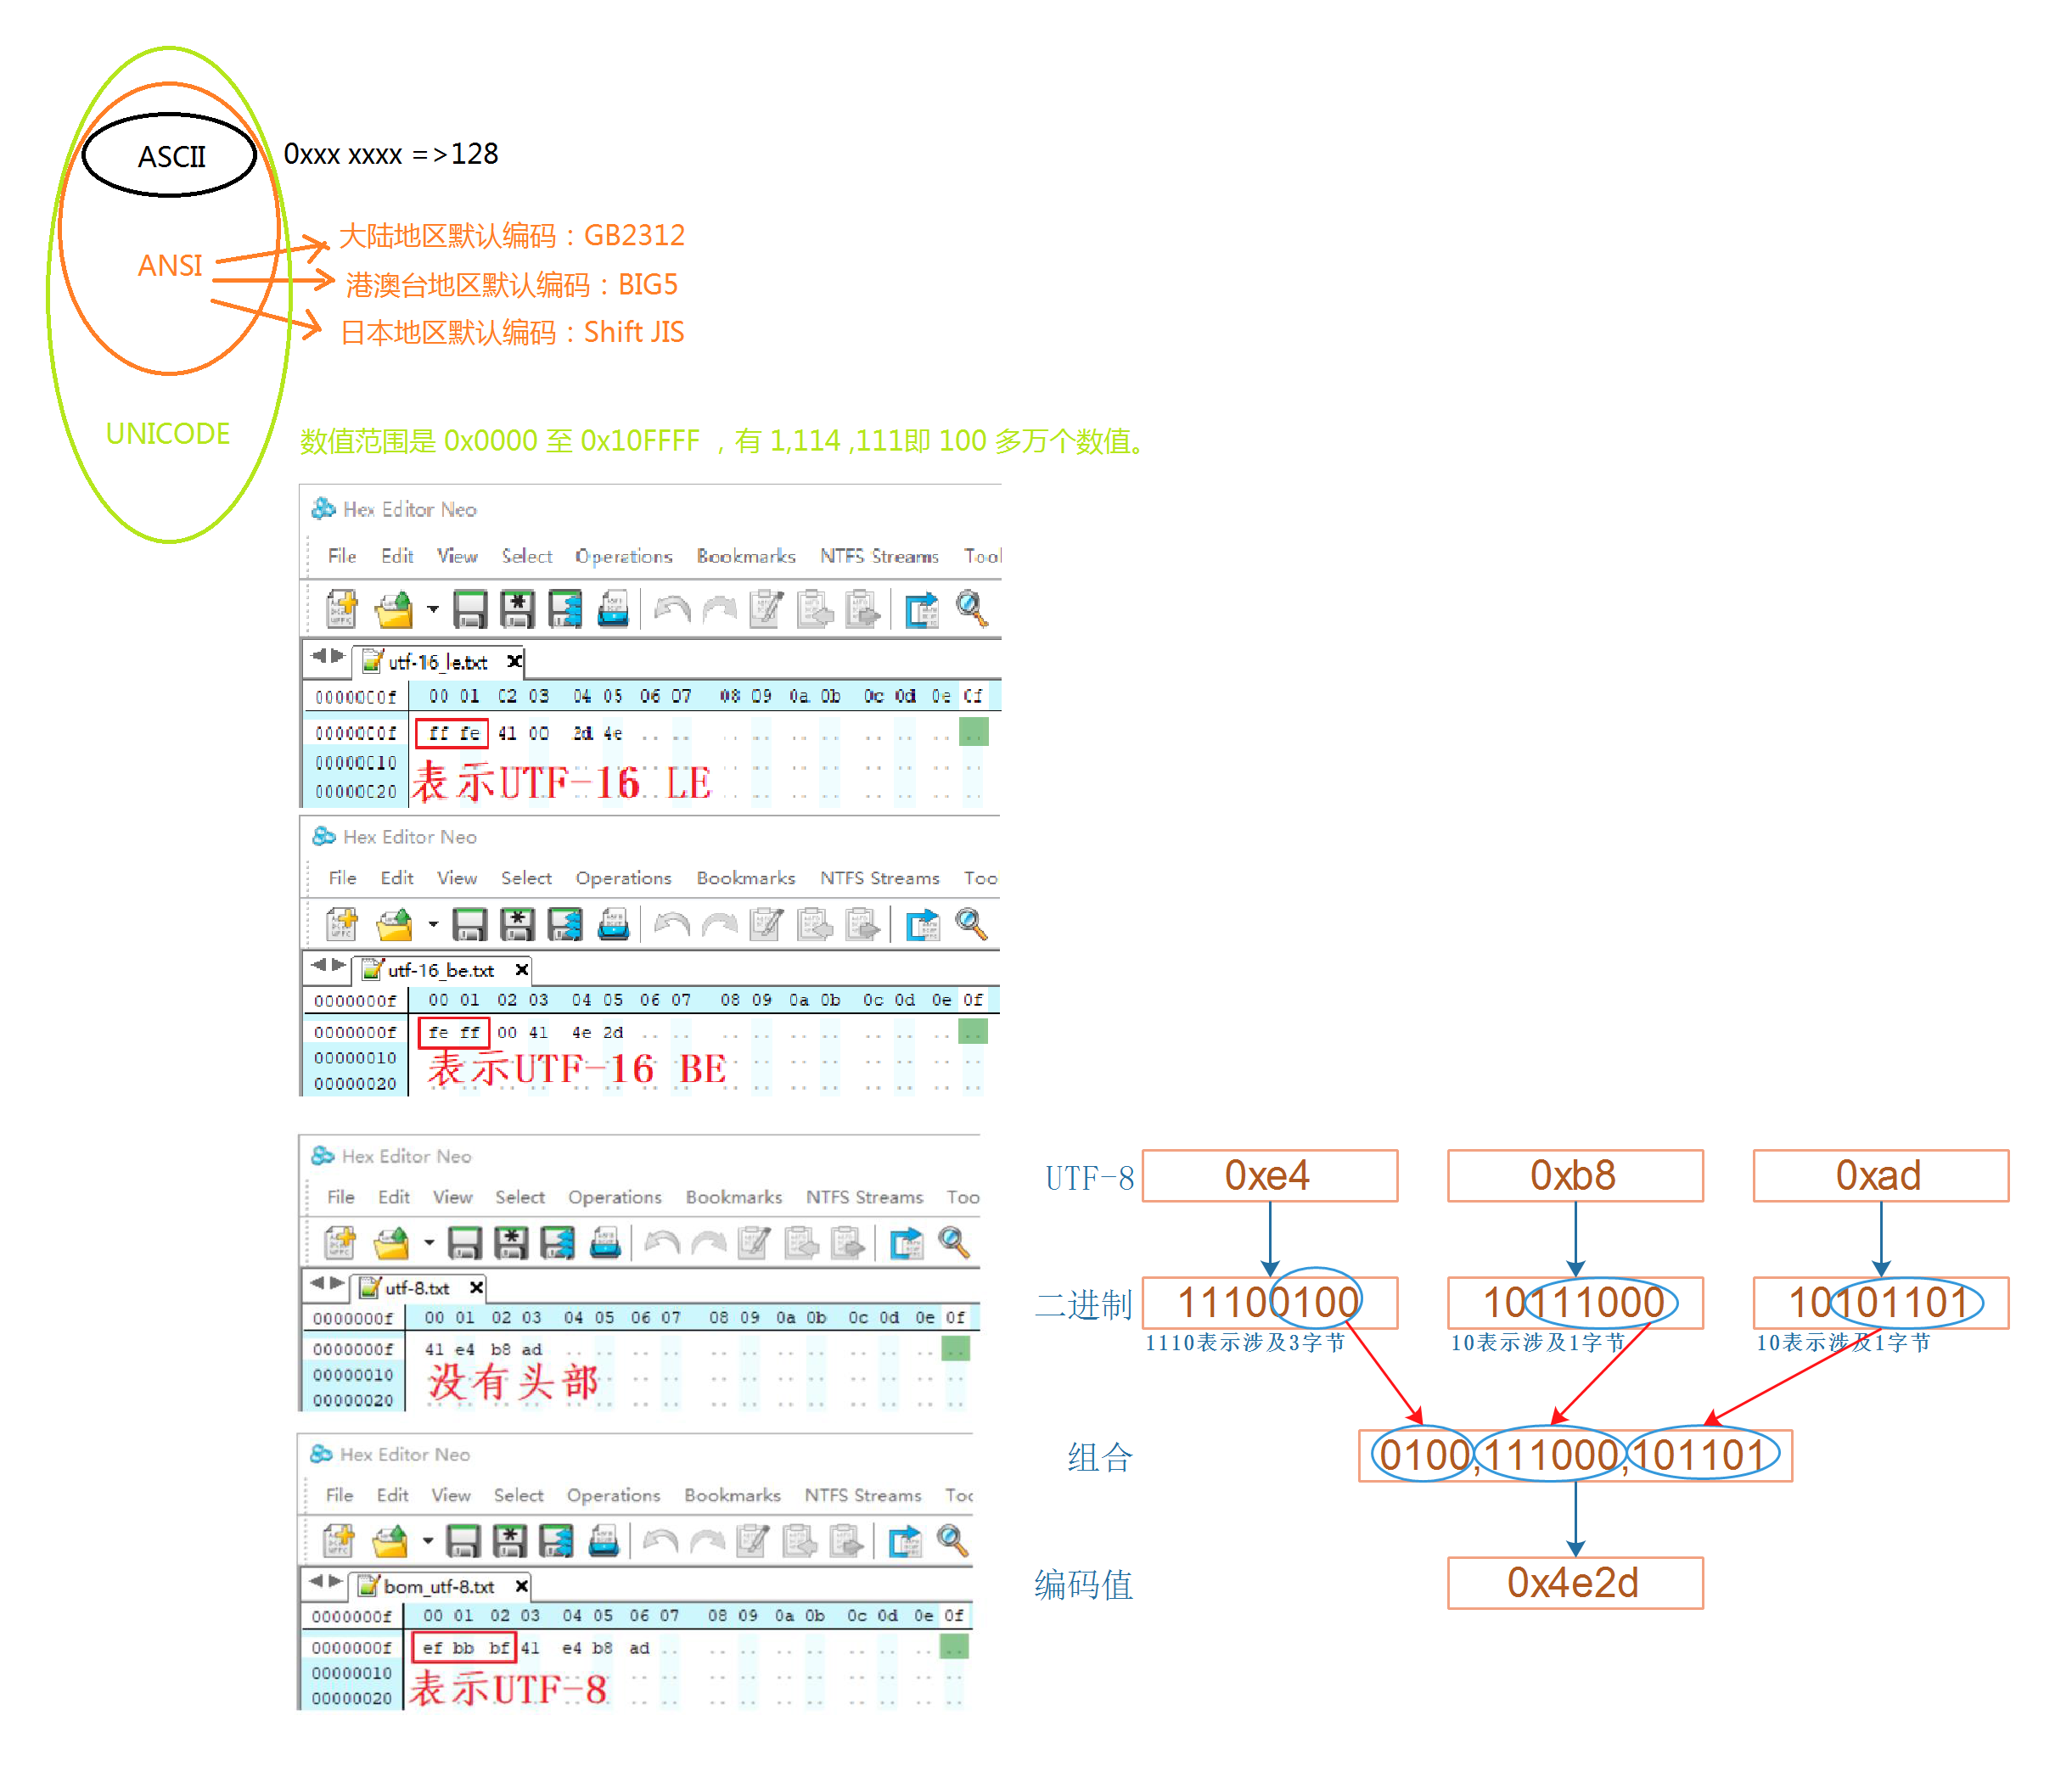 ASCII
0xxx xxxx =>128
ANSI
大陆地区默认编码：GB2312
港澳台地区默认编码：BIG5
日本地区默认编码：Shift JIS
UNICODE
数值范围是 0x0000 至 0x10FFFF ，有 1,114 ,111即 100 多万个数值。
Hex Editor Neo
File Edit View Select Operations Bookmarks NTFS Streams Tool
utf-16_le.txt
0000000f 00 01 02 03 04 05 06 07 08 09 0a 0b 0c 0d 0e 0f
0000000f ff fe 41 00 2d 4e
00000010
00000020
表示UTF-16 LE
Hex Editor Neo
File Edit View Select Operations Bookmarks NTFS Streams Too
utf-16_be.txt
0000000f 00 01 02 03 04 05 06 07 08 09 0a 0b 0c 0d 0e 0f
0000000f fe ff 00 41 4e 2d
00000010
00000020
表示UTF-16 BE
Hex Editor Neo
File Edit View Select Operations Bookmarks NTFS Streams Too
utf-8.txt
0000000f 00 01 02 03 04 05 06 07 08 09 0a 0b 0c 0d 0e 0f
0000000f 41 e4 b8 ad
00000010
00000020
没有头部
Hex Editor Neo
File Edit View Select Operations Bookmarks NTFS Streams Too
bom_utf-8.txt
0000000f 00 01 02 03 04 05 06 07 08 09 0a 0b 0c 0d 0e 0f
0000000f ef bb bf 41 e4 b8 ad
00000010
00000020
表示UTF-8
UTF-8 0xe4 0xb8 0xad
二进制 11100100 10111000 10101101
1110表示涉及3字节 10表示涉及1字节 10表示涉及1字节
组合 0100,111000,101101
编码值 0x4e2d